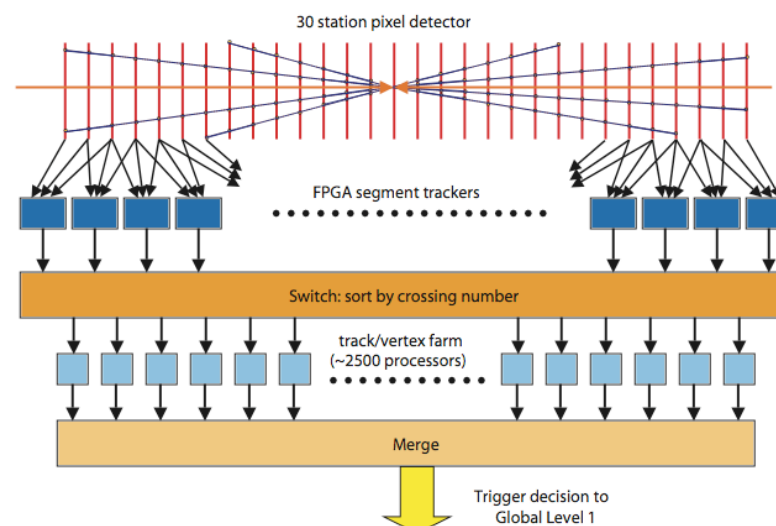 30 station pixel detector
FPGA segment trackers
Switch: sort by crossing number
track/vertex farm
(~2500 processors)
Merge
Trigger decision to
Global Level 1